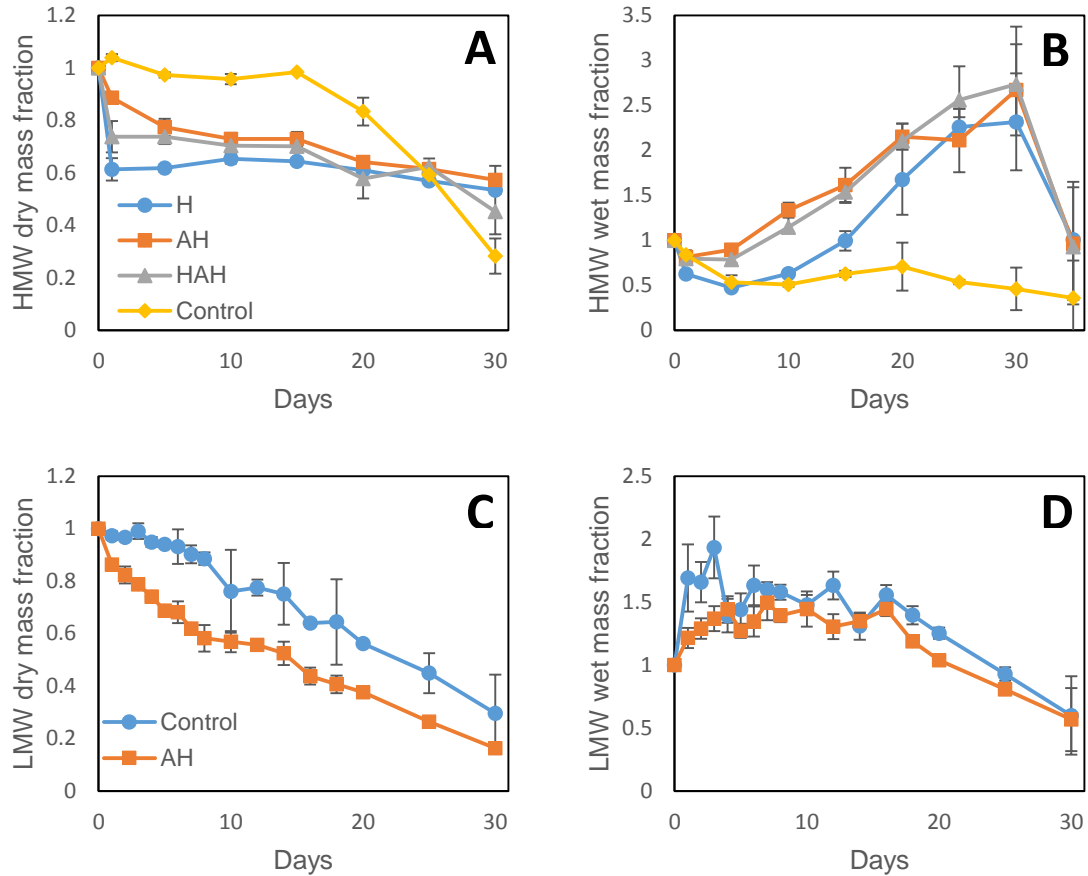 A
HMW dry mass fraction
1.2
1
0.8
0.6
0.4
0.2
0
H
AH
HAH
Control
0 10 20 30
Days
B
HMW wet mass fraction
3.5
3
2.5
2
1.5
1
0.5
0
0 10 20 30
Days
C
LMW dry mass fraction
1.2
1
0.8
0.6
0.4
0.2
0
Control
AH
0 10 20 30
Days
D
LMW wet mass fraction
2.5
2
1.5
1
0.5
0
0 10 20 30
Days